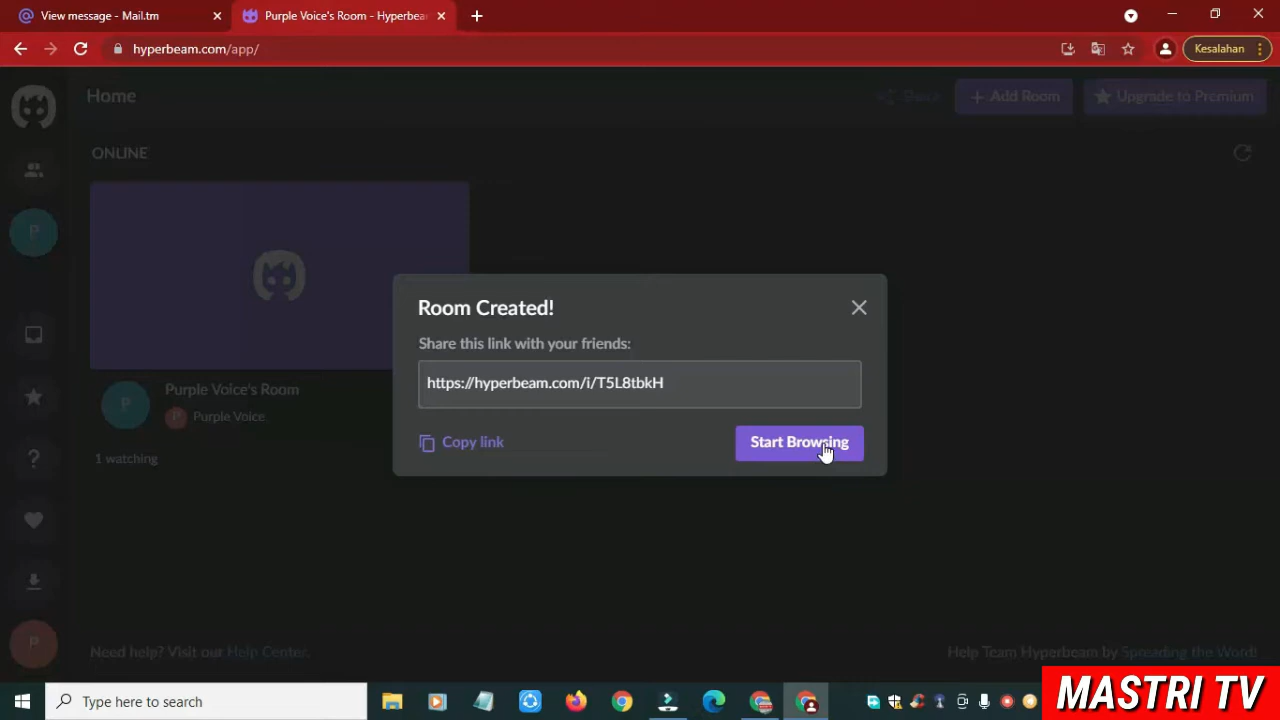 View message - Mail.tm
Purple Voice's Room - Hyperbea
hyperbeam.com/app/
Kesalahan
Home
Share
Add Room
Upgrade to Premium
ONLINE
P
Room Created!
Share this link with your friends:
https://hyperbeam.com/i/T5L8tbkH
Copy link
Start Browsing
P
Purple Voice's Room
P
Purple Voice
1 watching
P
Need help? Visit our Help Center.
Help Team Hyperbeam by Spreading the Word!
Type here to search
MASTRI TV